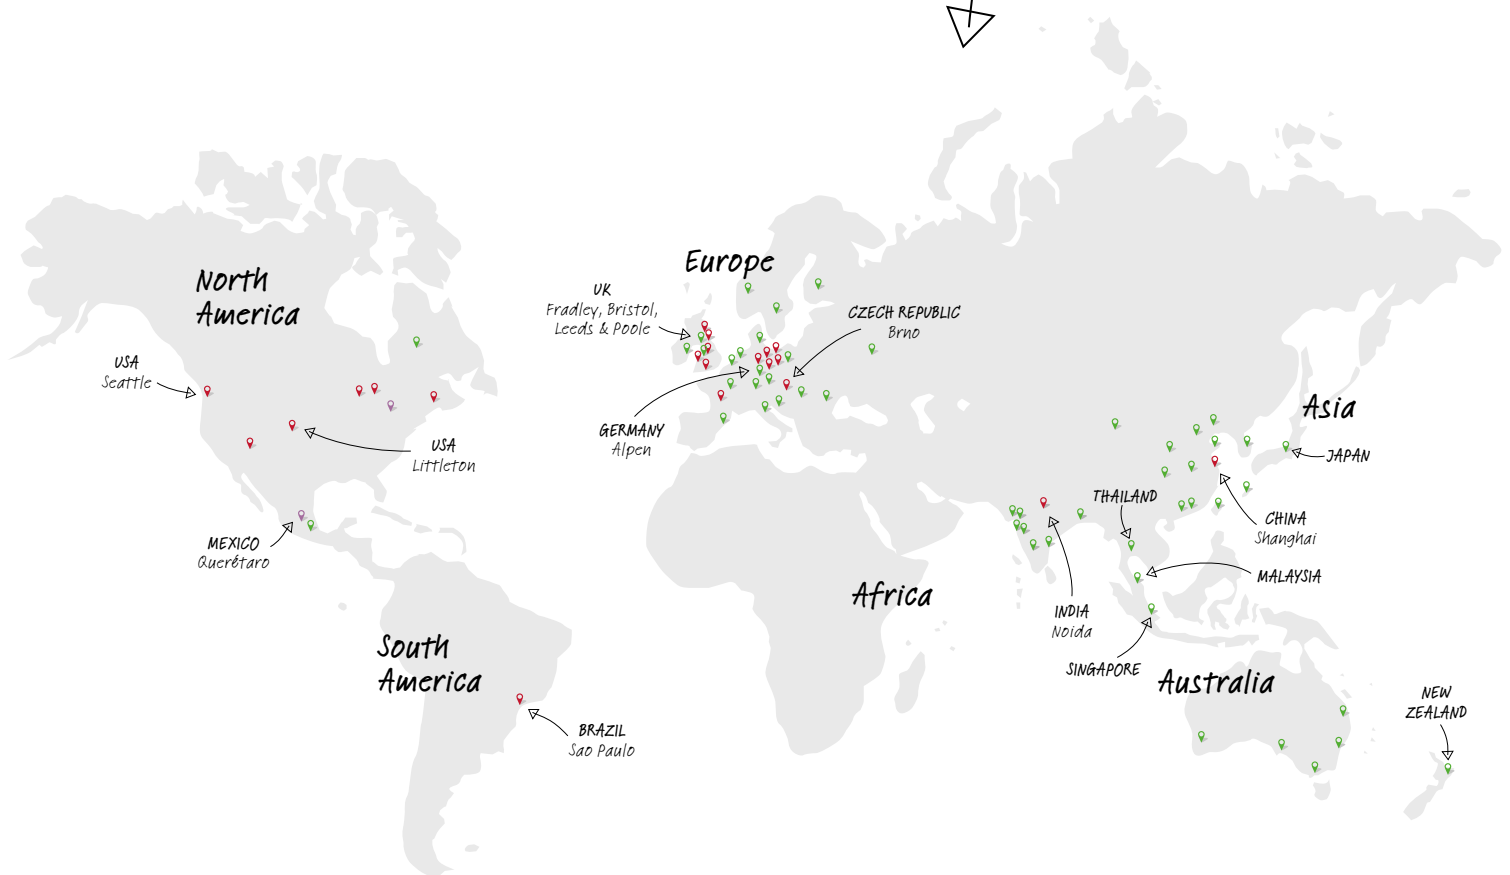 North
America
USA
Seattle
USA
Littleton
MEXICO
Querétaro
South
America
BRAZIL
Sao Paulo
Europe
UK
Fradley, Bristol,
Leeds & Poole
CZECH REPUBLIC
Brno
GERMANY
Alpen
Africa
Asia
JAPAN
THAILAND
CHINA
Shanghai
MALAYSIA
INDIA
Noida
SINGAPORE
Australia
NEW
ZEALAND